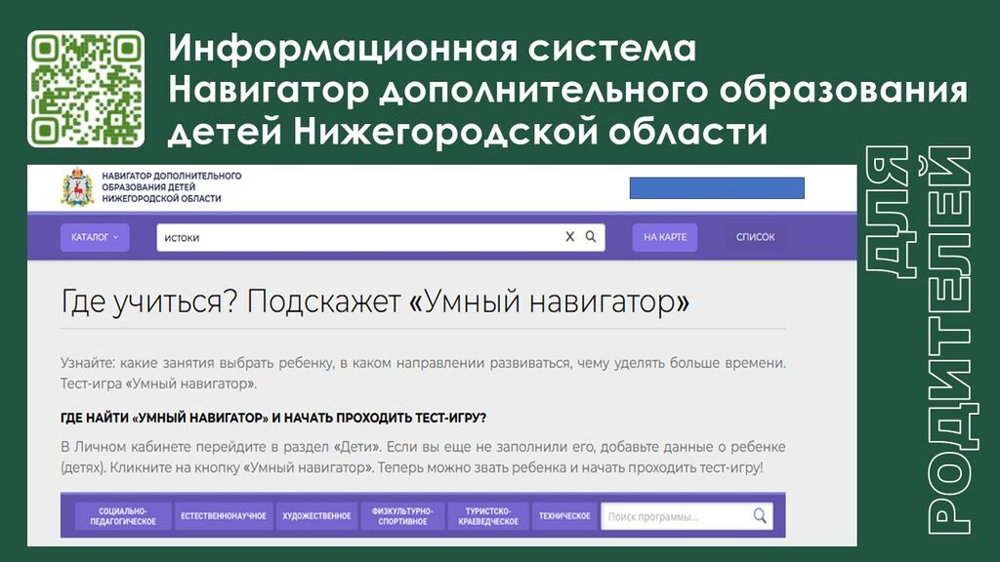 Информационная система
Навигатор дополнительного образования
детей Нижегородской области
ДЛЯ
РОДИТЕЛЕЙ
НАВИГАТОР ДОПОЛНИТЕЛЬНОГО
ОБРАЗОВАНИЯ ДЕТЕЙ
НИЖЕГОРОДСКОЙ ОБЛАСТИ
КАТАЛОГ
истоки
X
НА КАРТЕ
СПИСОК
Где учиться? Подскажет «Умный навигатор»
Узнайте: какие занятия выбрать ребенку, в каком направлении развиваться, чему уделять больше времени.
Тест-игра «Умный навигатор».
ГДЕ НАЙТИ «УМНЫЙ НАВИГАТОР» И НАЧАТЬ ПРОХОДИТЬ ТЕСТ-ИГРУ?
В Личном кабинете перейдите в раздел «Дети». Если вы еще не заполнили его, добавьте данные о ребенке
(детях). Кликните на кнопку «Умный навигатор». Теперь можно звать ребенка и начать проходить тест-игру!
СОЦИАЛЬНО-
ПЕДАГОГИЧЕСКОЕ
ЕСТЕСТВЕННОНАУЧНОЕ
ХУДОЖЕСТВЕННОЕ
ФИЗКУЛЬТУРНО-
СПОРТИВНОЕ
ТУРИСТСКО-
КРАЕВЕДЧЕСКОЕ
ТЕХНИЧЕСКОЕ
Поиск программы...